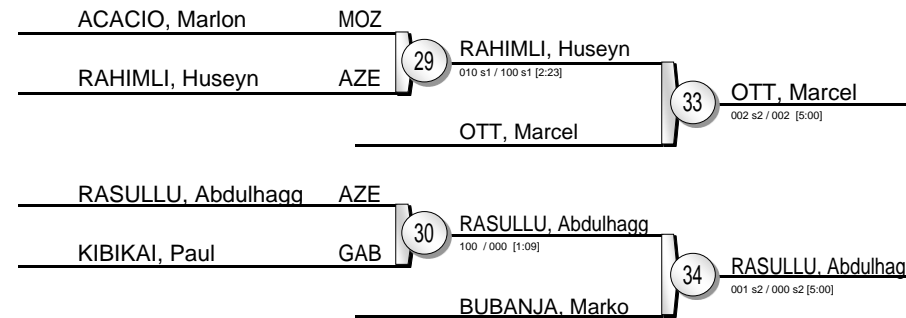 ACACIO, Marlon MOZ
RAHIMLI, Huseyn AZE
29
RAHIMLI, Huseyn
010 s1 / 100 s1 [2:23]
OTT, Marcel
33
OTT, Marcel
002 s2 / 002 [5:00]
RASULLU, Abdulhagg AZE
KIBIKAI, Paul GAB
30
RASULLU, Abdulhagg
100 / 000 [1:09]
BUBANJA, Marko
34
RASULLU, Abdulhag
001 s2 / 000 s2 [5:00]